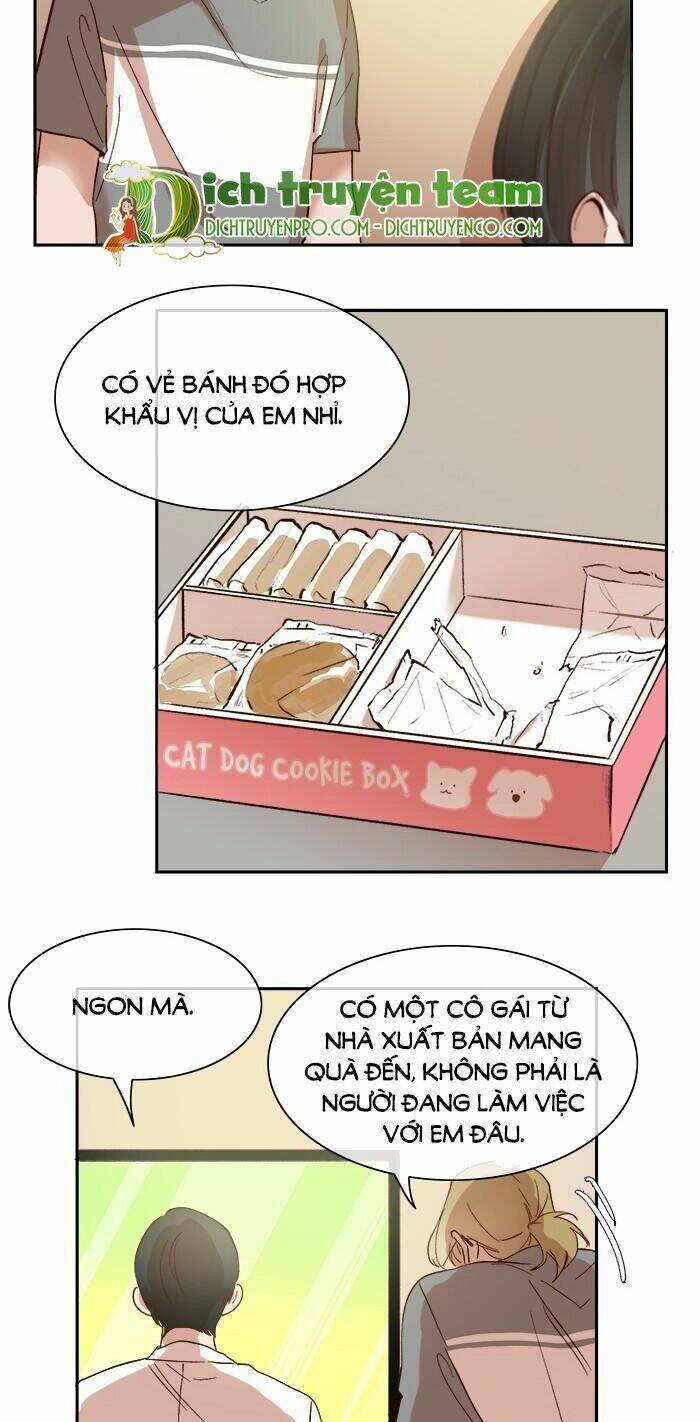 Dịch truyện team
DICHTRUYENPRO.COM - DICHTRUYENCO.COM
CÓ VẺ BÁNH ĐÓ HỢP
KHẨU VỊ CỦA EM NHỈ.
CAT DOG COOKIE BOX
NGON MÀ.
CÓ MỘT CÔ GÁI TỪ
NHÀ XUẤT BẢN MANG
QUÀ ĐẾN, KHÔNG PHẢI LÀ
NGƯỜI ĐANG LÀM VIỆC
VỚI EM ĐÂU.